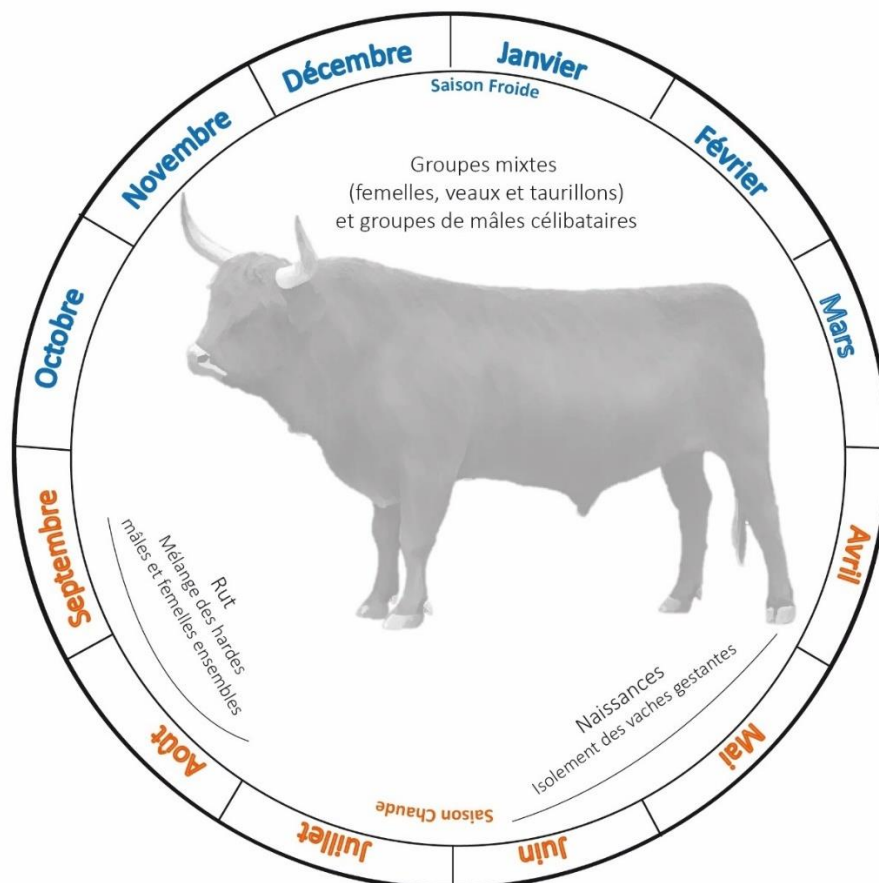 Janvier
Février
Mars
Avril
Mai
Juin
Juillet
Août
Septembre
Octobre
Novembre
Décembre
Saison Froide
Groupes mixtes
(femelles, veaux et taurillons)
et groupes de mâles célibataires
Naissances
Isolement des vaches gestantes
Saison Chaude
Rut
Mélange des hardes
mâles et femelles ensembles